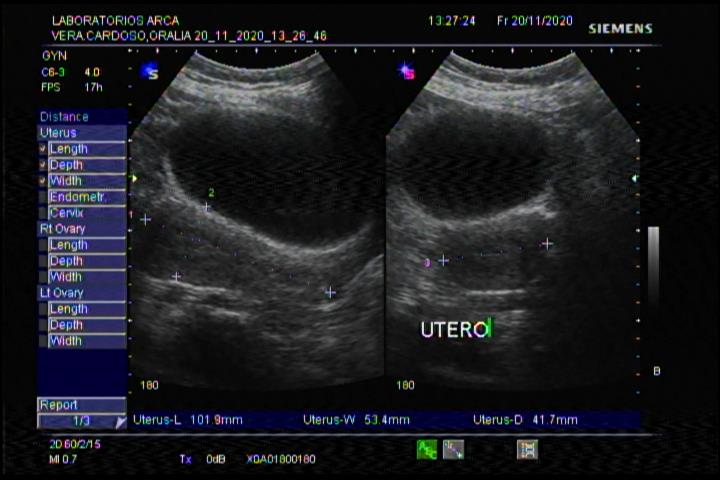 LABORATORIOS ARCA 13:27:24 Fr 20/11/2020 SIEMENS
VERA.CARDOSO,ORALIA 20_11_2020_13_26_46
GYN
C6-3 4.0
FPS 17h
S S
Distance
Uterus
Length
Depth
Width
Endometr.
Cervix
Rt Ovary
Length
Depth
Width
Lt Ovary
Length
Depth
Width
2
1
3
UTERO
B
180 180
Report
1/3
Uterus-L 101.9mm Uterus-W 53.4mm Uterus-D 41.7mm
2D 60/2/15
MI 0.7 Tx 0dB X0A01800180